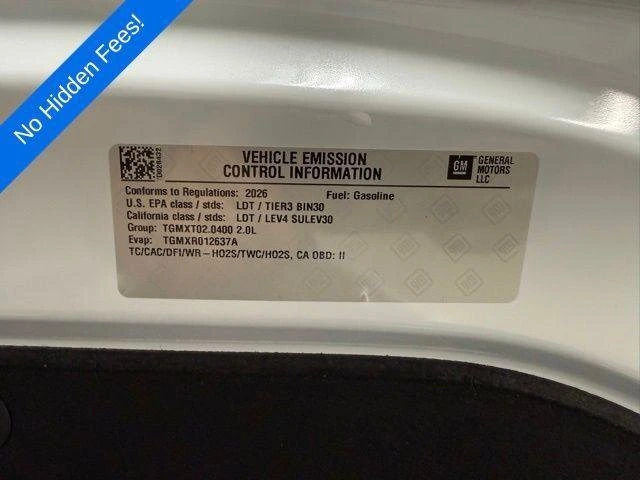 No Hidden Fees!
VEHICLE EMISSION
CONTROL INFORMATION
GM
GENERAL
MOTORS
LLC
Conforms to Regulations: 2026 Fuel: Gasoline
U.S. EPA class / stds: LDT / TIER3 BIN30
California class / stds: LDT / LEV4 SULEV30
Group: TGMXT02.0400 2.0L
Evap: TGMXR012637A
TC/CAC/DFI/WR-HO2S/TWC/HO2S, CA OBD: II